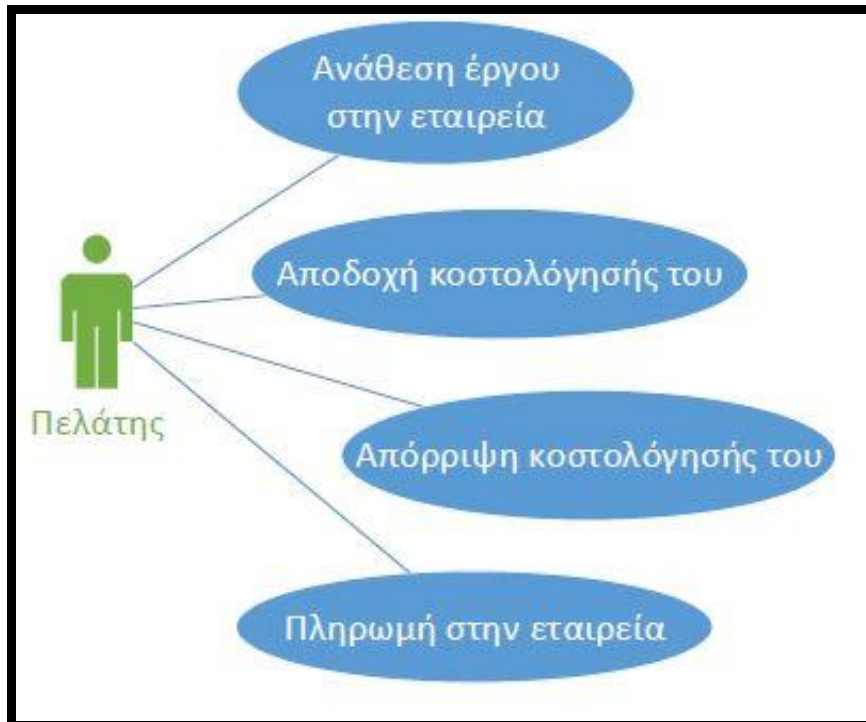 Ανάθεση έργου
στην εταιρεία
Αποδοχή κοστολόγησής του
Πελάτης
Απόρριψη κοστολόγησής του
Πληρωμή στην εταιρεία